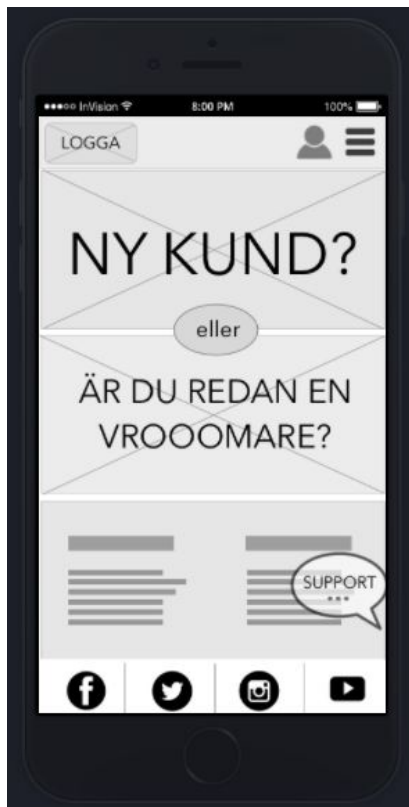 InVision 8:00 PM 100%
LOGGA
NY KUND?
eller
ÄR DU REDAN EN
VROOOMARE?
SUPPORT